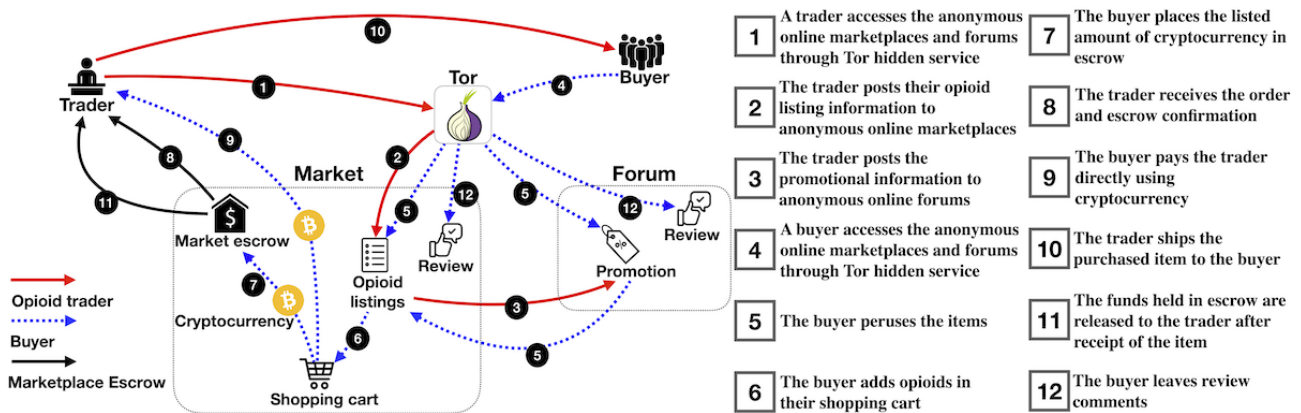 10
Buyer
Trader
1
Tor
4
9
2
8
Market
Forum
11
5
12
5
12
Market escrow
Review
Review
Opioid
listings
Promotion
Opioid trader
7
3
Cryptocurrency
Buyer
6
5
Marketplace Escrow
Shopping cart
1
A trader accesses the anonymous
online marketplaces and forums
through Tor hidden service
2
The trader posts their opioid
listing information to
anonymous online marketplaces
3
The trader posts the
promotional information to
anonymous online forums
4
A buyer accesses the anonymous
online marketplaces and forums
through Tor hidden service
5
The buyer peruses the items
6
The buyer adds opioids in
their shopping cart
7
The buyer places the listed
amount of cryptocurrency in
escrow
8
The trader receives the order
and escrow confirmation
9
The buyer pays the trader
directly using
cryptocurrency
10
The trader ships the
purchased item to the buyer
11
The funds held in escrow are
released to the trader after
receipt of the item
12
The buyer leaves review
comments